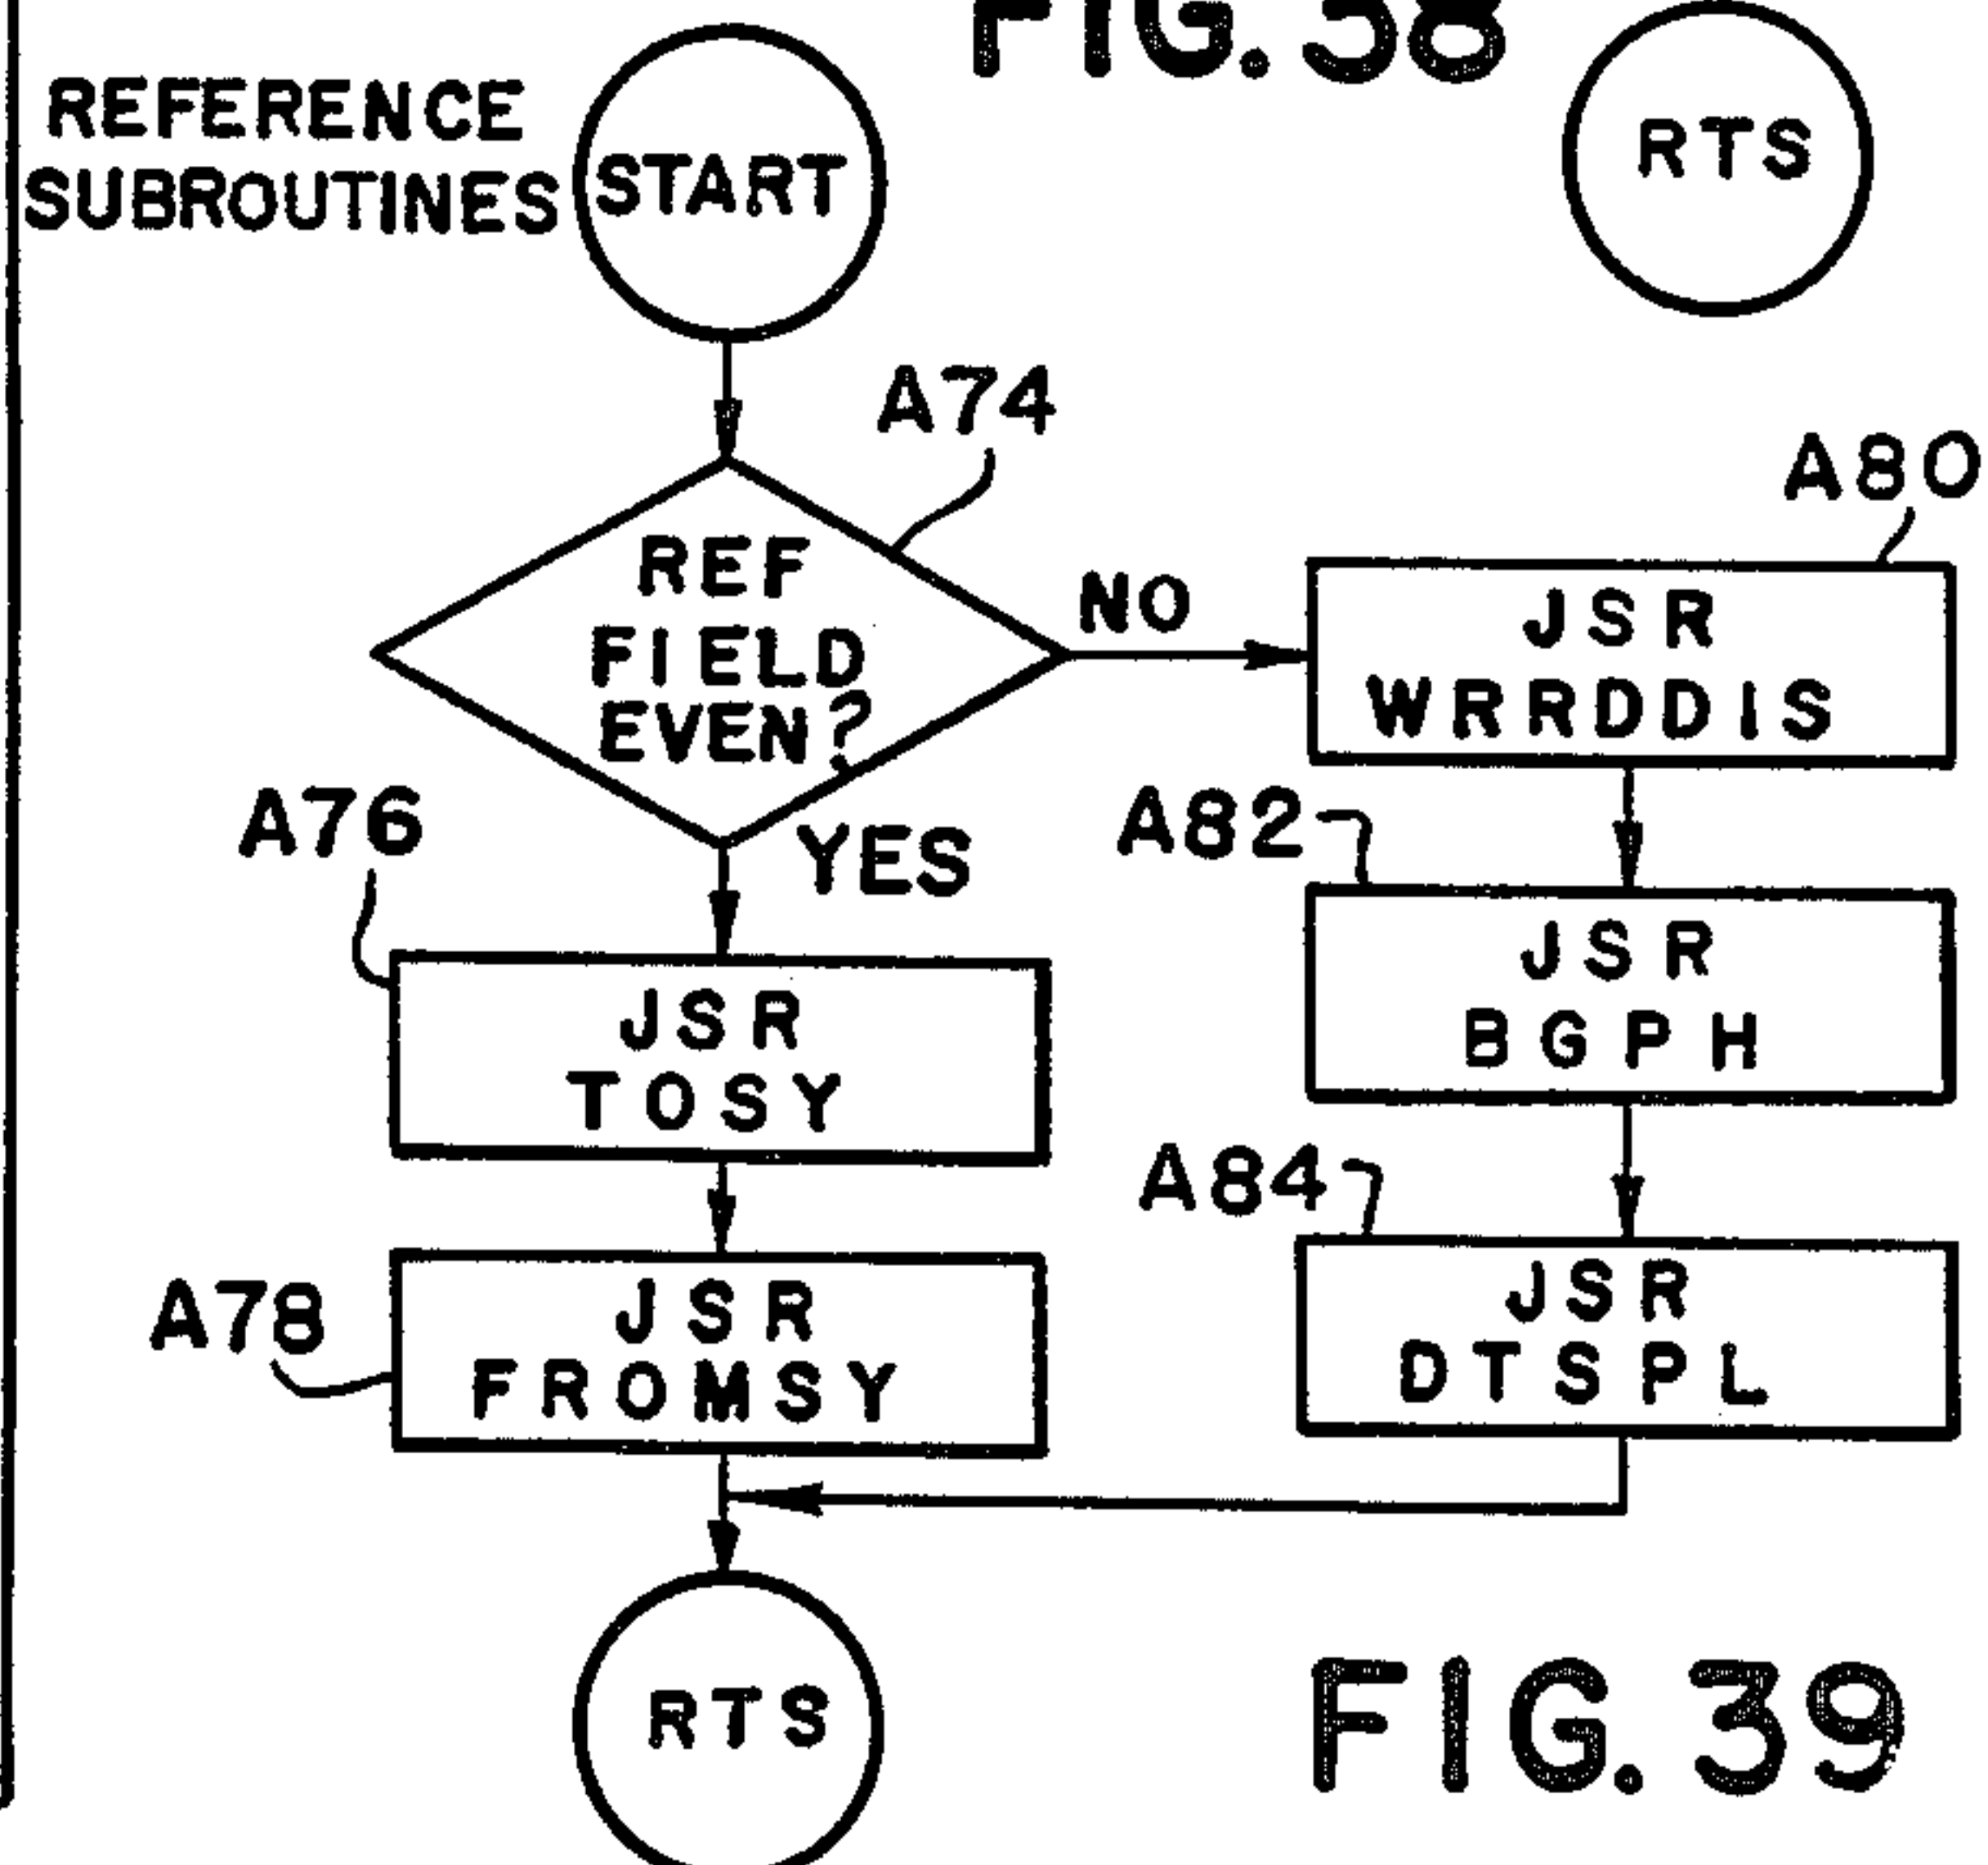 FIG. 38
REFERENCE
SUBROUTINES
START
RTS
A74
A80
REF
FIELD
EVEN?
NO
JSR
WRRDDIS
A76
YES
A82
JSR
TOSY
JSR
BGPH
A84
A78
JSR
FROMSY
JSR
DTSPL
RTS
FIG. 39